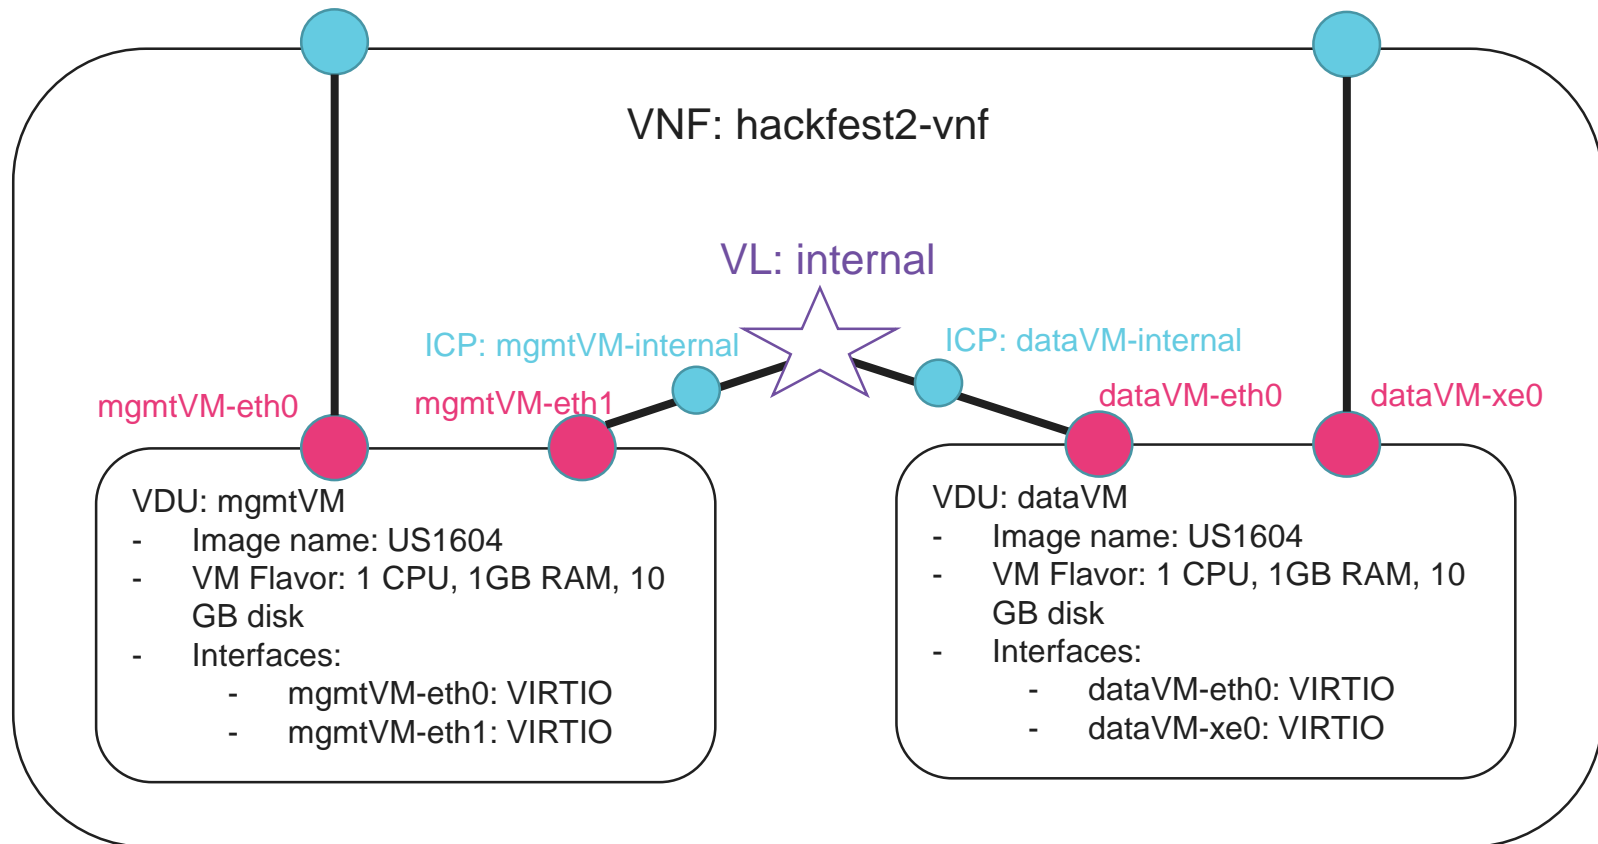 VNF: hackfest2-vnf
VL: internal
ICP: mgmtVM-internal
ICP: dataVM-internal
mgmtVM-eth0
mgmtVM-eth1
dataVM-eth0
dataVM-xe0
VDU: mgmtVM
- Image name: US1604
- VM Flavor: 1 CPU, 1GB RAM, 10
GB disk
- Interfaces:
- mgmtVM-eth0: VIRTIO
- mgmtVM-eth1: VIRTIO
VDU: dataVM
- Image name: US1604
- VM Flavor: 1 CPU, 1GB RAM, 10
GB disk
- Interfaces:
- dataVM-eth0: VIRTIO
- dataVM-xe0: VIRTIO